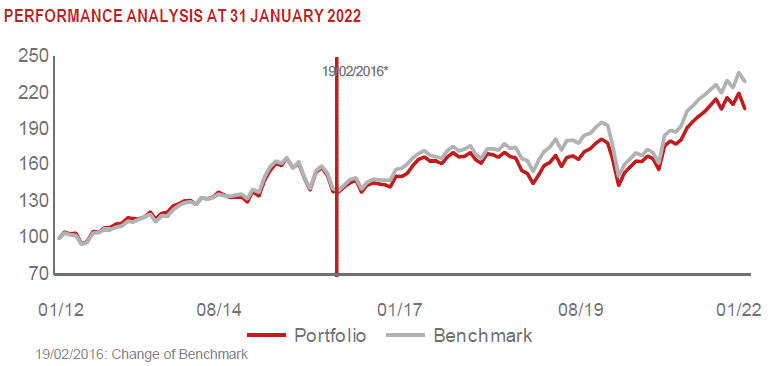 PERFORMANCE ANALYSIS AT 31 JANUARY 2022
250
19/02/2016*
220
190
160
130
100
70
01/12 08/14 01/17 08/19 01/22
Portfolio Benchmark
19/02/2016: Change of Benchmark